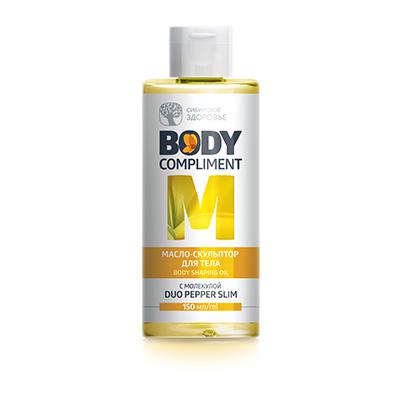 СИБИРСКОЕ
ЗДОРОВЬЕ
BODY
COMPLIMENT
М
МАСЛО-СКУЛЬПТОР
ДЛЯ ТЕЛА
BODY SHAPING OIL
С МОЛЕКУЛОЙ
DUO PEPPER SLIM
150 мл/ml